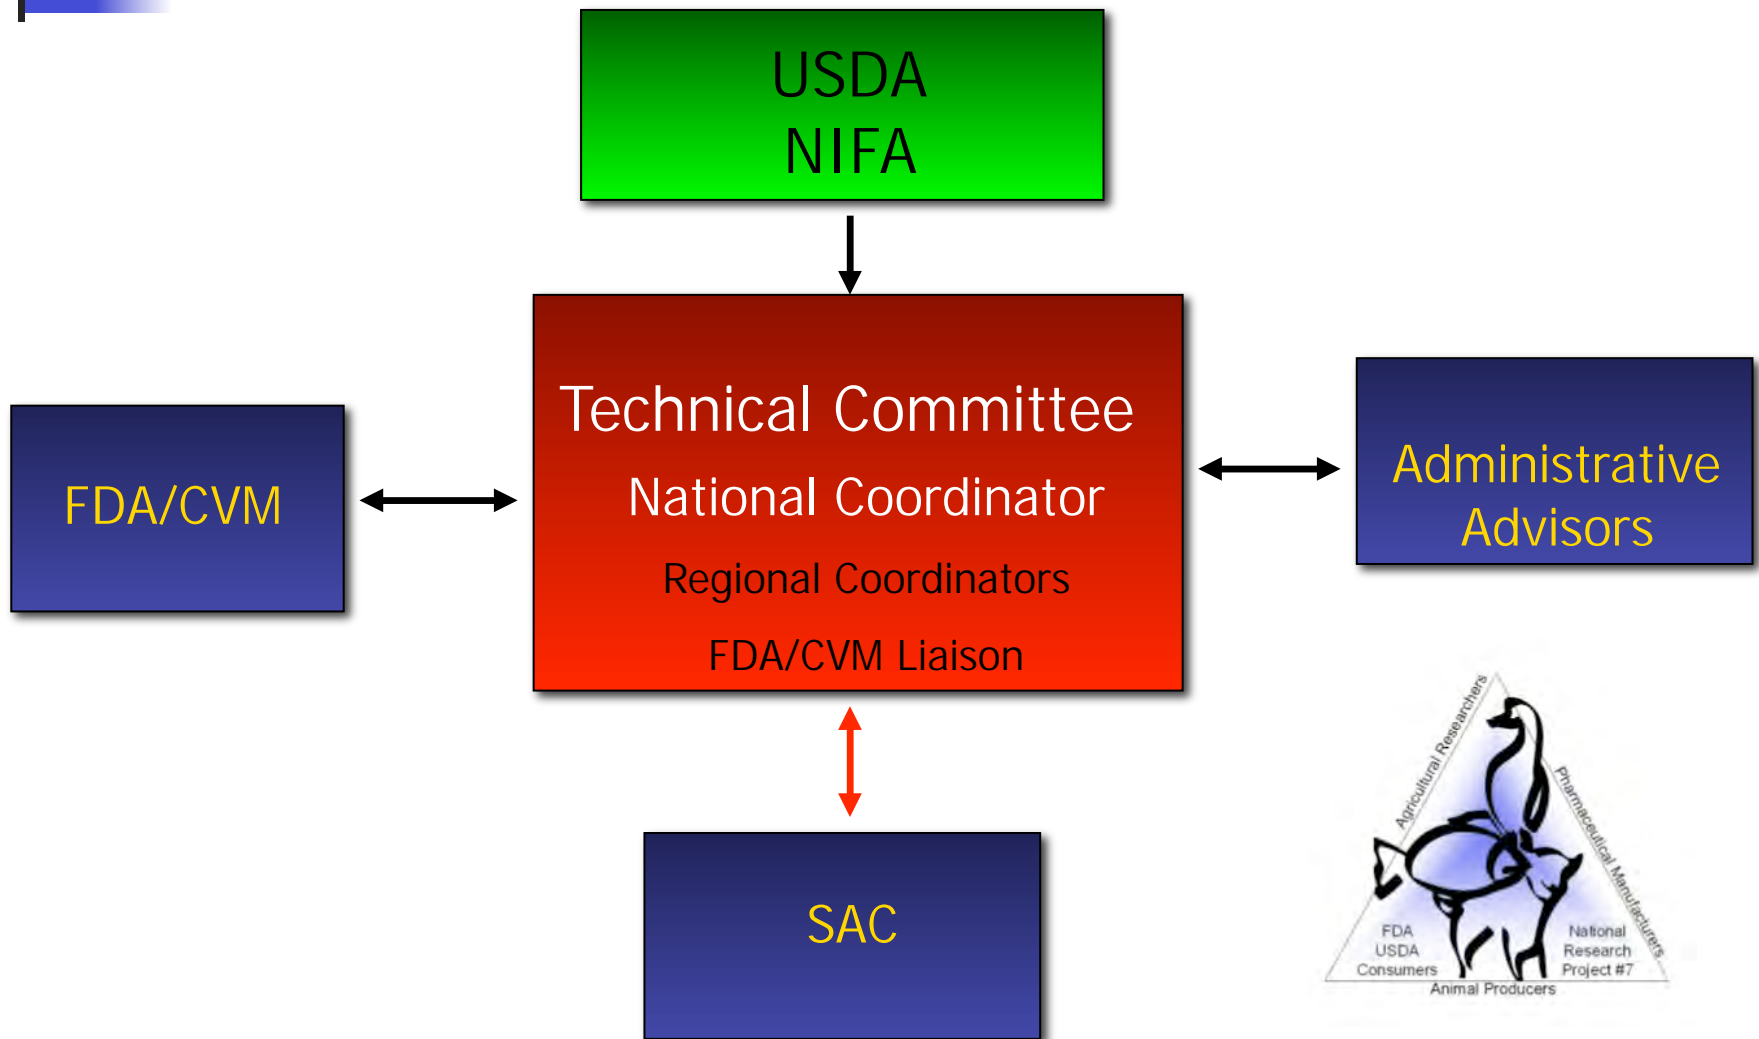 USDA
NIFA
Technical Committee
National Coordinator
Regional Coordinators
FDA/CVM Liaison
FDA/CVM
Administrative
Advisors
SAC
Agricultural Researchers
Pharmaceutical Manufacturers
FDA
USDA
Consumers
National
Research
Project #7
Animal Producers